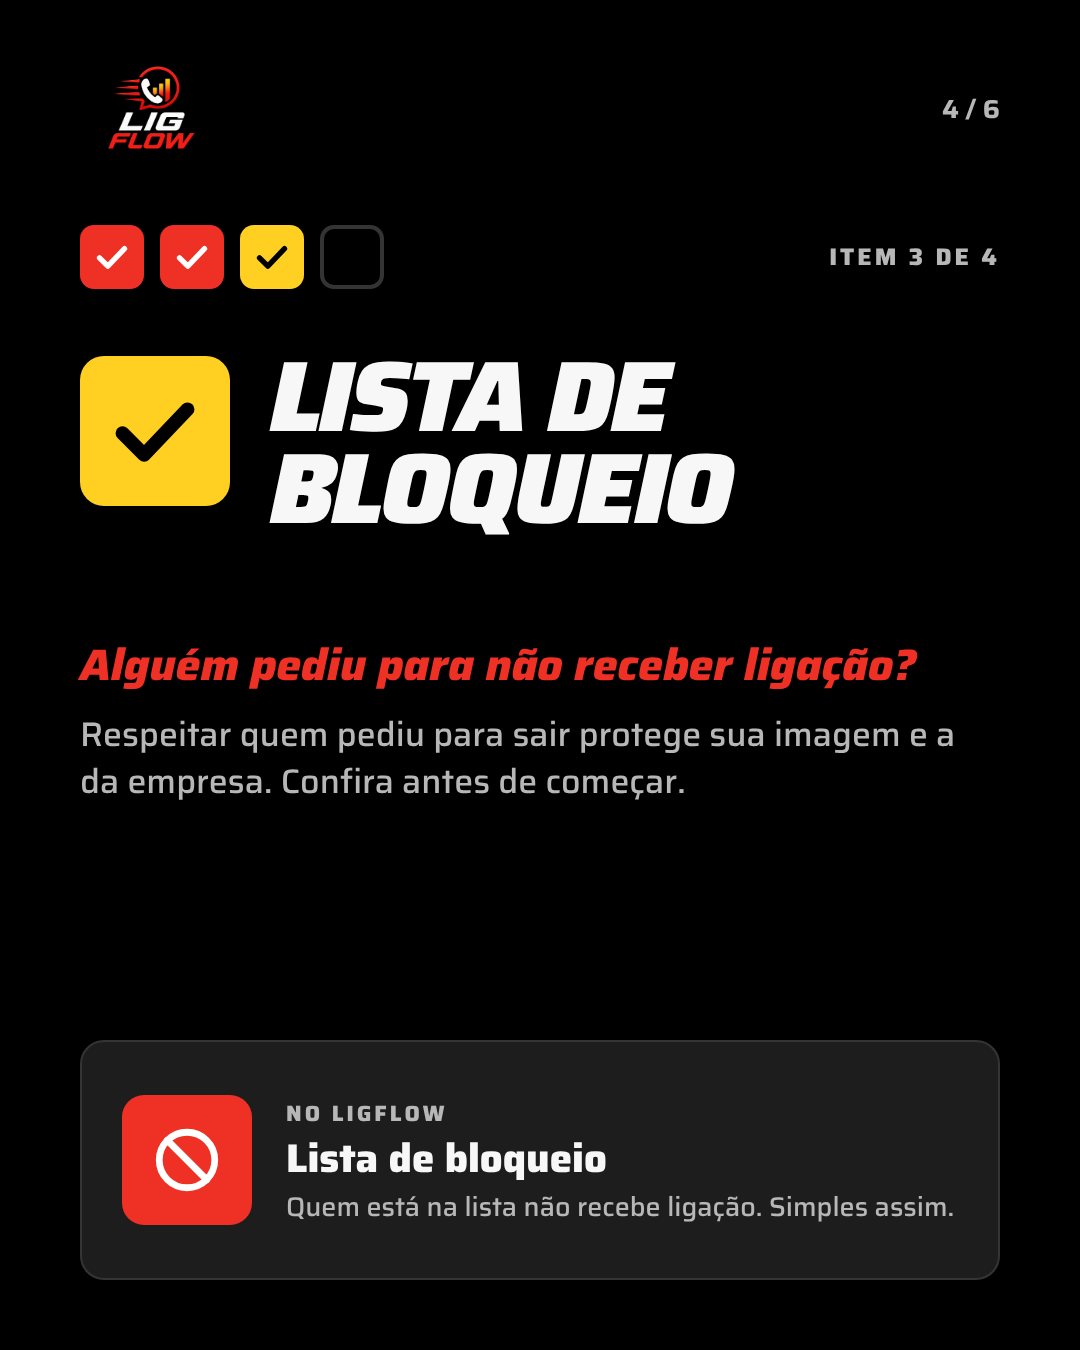 LIG
FLOW
4 / 6
ITEM 3 DE 4
LISTA DE
BLOQUEIO
Alguém pediu para não receber ligação?
Respeitar quem pediu para sair protege sua imagem e a
da empresa. Confira antes de começar.
NO LIGFLOW
Lista de bloqueio
Quem está na lista não recebe ligação. Simples assim.